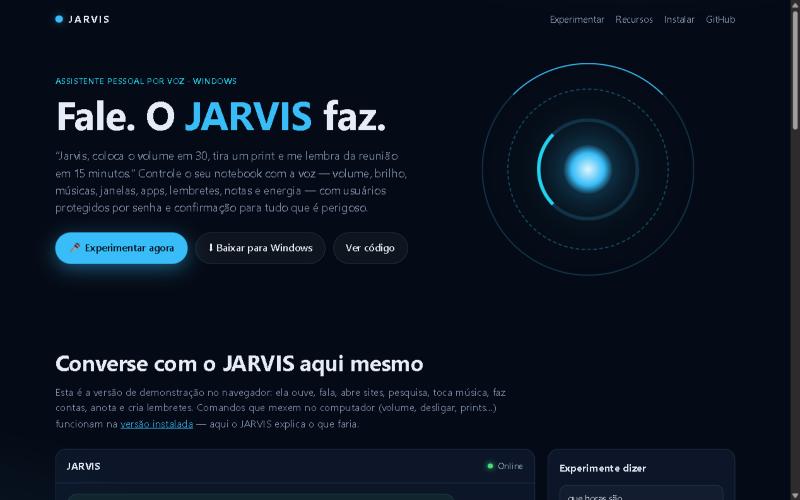 JARVIS
Experimentar Recursos Instalar GitHub
ASSISTENTE PESSOAL POR VOZ · WINDOWS
Fale. O JARVIS faz.
"Jarvis, coloca o volume em 30, tira um print e me lembra da reunião
em 15 minutos." Controle o seu notebook com a voz — volume, brilho,
músicas, janelas, apps, lembretes, notas e energia — com usuários
protegidos por senha e confirmação para tudo que é perigoso.
Experimentar agora
⬇ Baixar para Windows
Ver código
Converse com o JARVIS aqui mesmo
Esta é a versão de demonstração no navegador: ela ouve, fala, abre sites, pesquisa, toca música, faz
contas, anota e cria lembretes. Comandos que mexem no computador (volume, desligar, prints...)
funcionam na versão instalada — aqui o JARVIS explica o que faria.
JARVIS
Online
Experimente dizer
que horas são